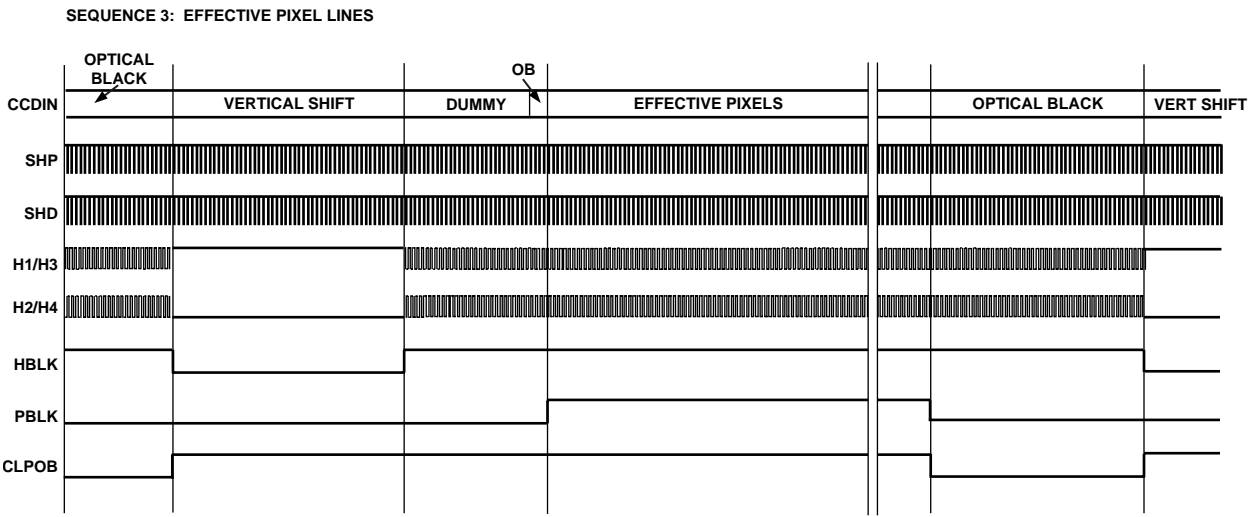 SEQUENCE 3: EFFECTIVE PIXEL LINES
OPTICAL
BLACK
OB
CCDIN
VERTICAL SHIFT
DUMMY
EFFECTIVE PIXELS
OPTICAL BLACK
VERT SHIFT
SHP
SHD
H1/H3
H2/H4
HBLK
PBLK
CLPOB